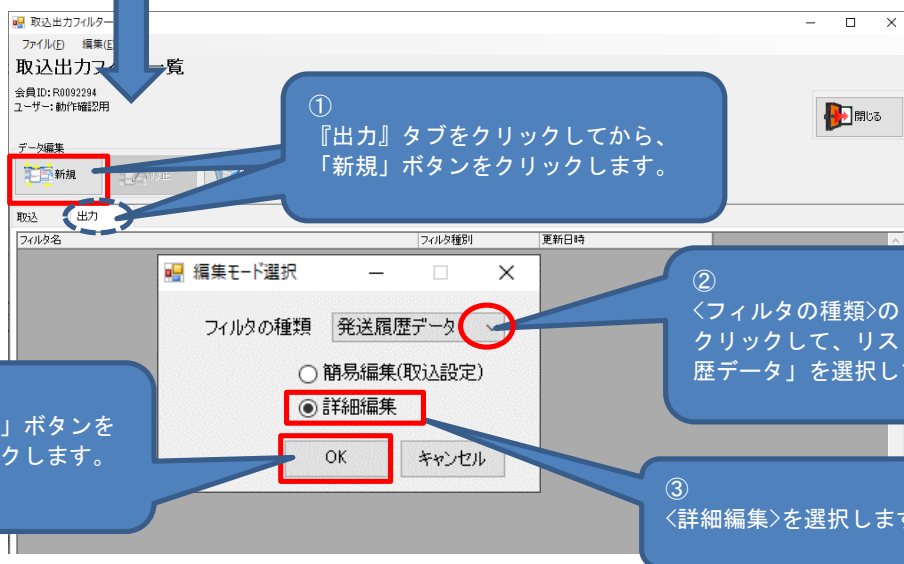 取込出力フィルター
ファイル(F) 編集(E
取込出力フ 覧
会員ID:R0092294
ユーザー:動作確認用
閉じる
①
『出力』タブをクリックしてから、
「新規」ボタンをクリックします。
データ編集
新規
修正
取込 出力
フィルタ名 フィルタ種別 更新日時
編集モード選択
フィルタの種類 発送履歴データ
簡易編集(取込設定)
詳細編集
OK キャンセル
②
<フィルタの種類>の
クリックして、リス
歴データ」を選択し
③
<詳細編集>を選択しま
」ボタンを
クします。